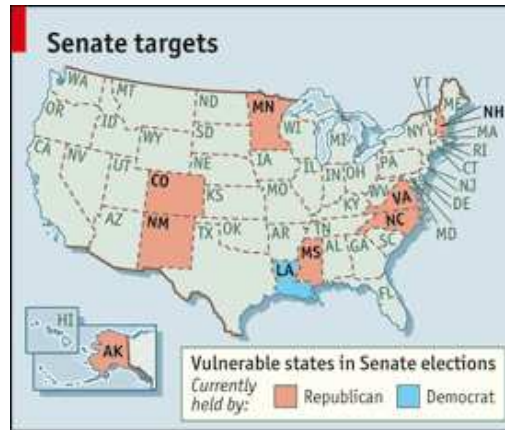 Senate targets
WA
MT
ND
MN
VT
ME
NH
OR
ID
SD
WI
MI
NY
MA
WY
RI
CA
NV
UT
NE
IA
IL
IN
OH
PA
CT
NJ
CO
KS
MO
KY
WV
VA
DE
AZ
NM
TX
OK
AR
TN
NC
MD
LA
MS
AL
GA
SC
FL
HI
AK
Vulnerable states in Senate elections
Currently
held by:
Republican
Democrat